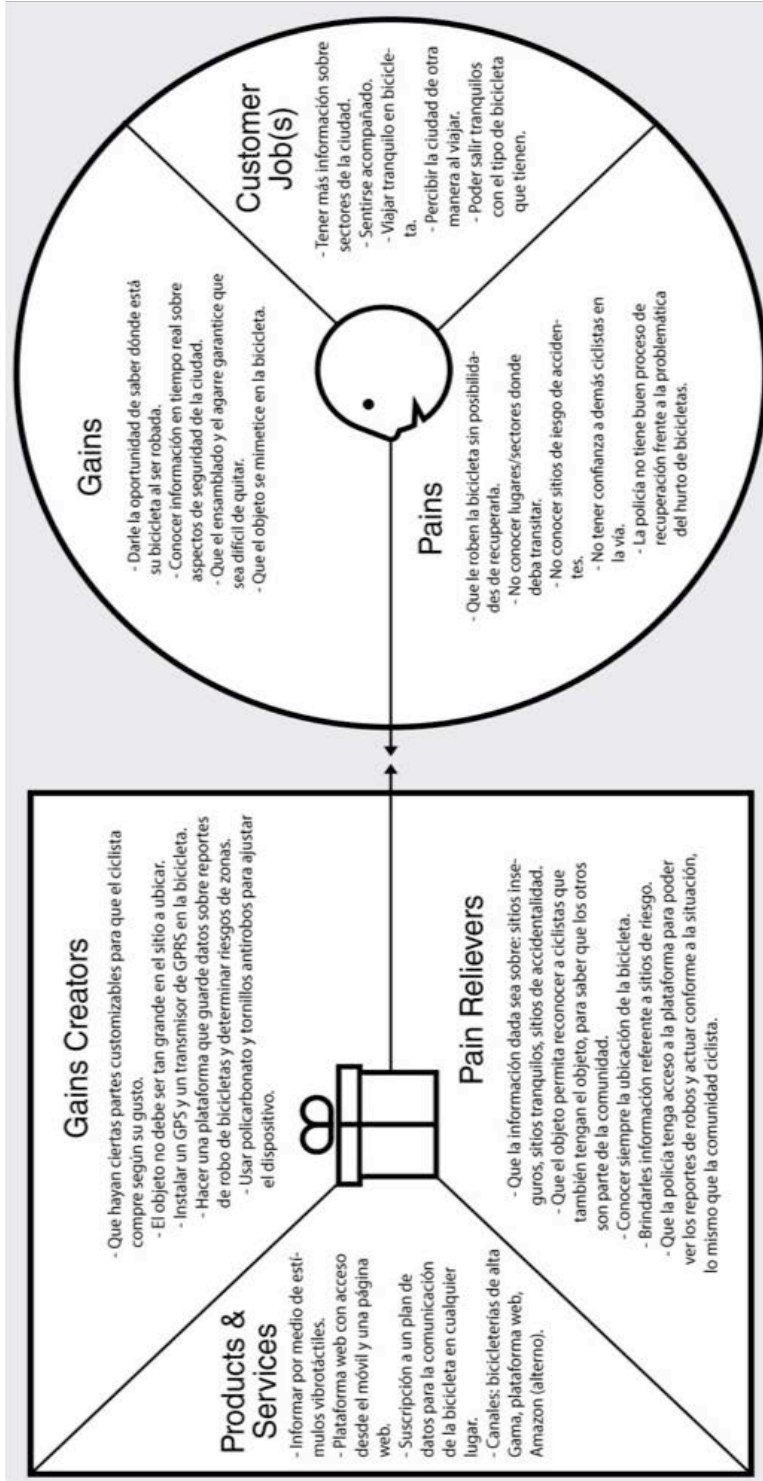 Gains Creators
- Que hayan ciertas partes customizables para que el ciclista
compre según su gusto.
- El objeto no debe ser tan grande en el sitio a ubicar.
- Instalar un GPS y un transmisor de GPRS en la bicicleta.
- Hacer una plataforma que guarde datos sobre reportes
de robo de bicicletas y determinar riesgos de zonas.
- Usar policarbonato y tornillos antirobos para ajustar
el dispositivo.
Products &
Services
- Informar por medio de estí-
mulos vibrotáctiles.
- Plataforma web con acceso
desde el móvil y una página
web.
- Suscripción a un plan de
datos para la comunicación
de la bicicleta en cualquier
lugar.
- Canales: bicicleterías de alta
Gama, plataforma web,
Amazon (alterno).
Pain Relievers
- Que la información dada sea sobre: sitios inse-
guros, sitios tranquilos, sitios de accidentalidad.
- Que el objeto permita reconocer a ciclistas que
también tengan el objeto, para saber que los otros
son parte de la comunidad.
- Conocer siempre la ubicación de la bicicleta.
- Brindarles información referente a sitios de riesgo.
- Que la policía tenga acceso a la plataforma para poder
ver los reportes de robos y actuar conforme a la situación,
lo mismo que la comunidad ciclista.
Gains
- Darle la oportunidad de saber dónde está
su bicicleta al ser robada.
- Conocer información en tiempo real sobre
aspectos de seguridad de la ciudad.
- Que el ensamblado y el agarre garantice que
sea difícil de quitar.
- Que el objeto se mimetice en la bicicleta.
Customer
Job(s)
- Tener más información sobre
sectores de la ciudad.
- Sentirse acompañado.
- Viajar tranquilo en bicicle-
ta.
- Percibir la ciudad de otra
manera al viajar.
- Poder salir tranquilos
con el tipo de bicicleta
que tienen.
Pains
- Que le roben la bicicleta sin posibilida-
des de recuperarla.
- No conocer lugares/sectores donde
deba transitar.
- No conocer sitios de iesgo de acciden-
tes.
- No tener confianza a demás ciclistas en
la vía.
- La policía no tiene buen proceso de
recuperación frente a la problemática
del hurto de bicicletas.